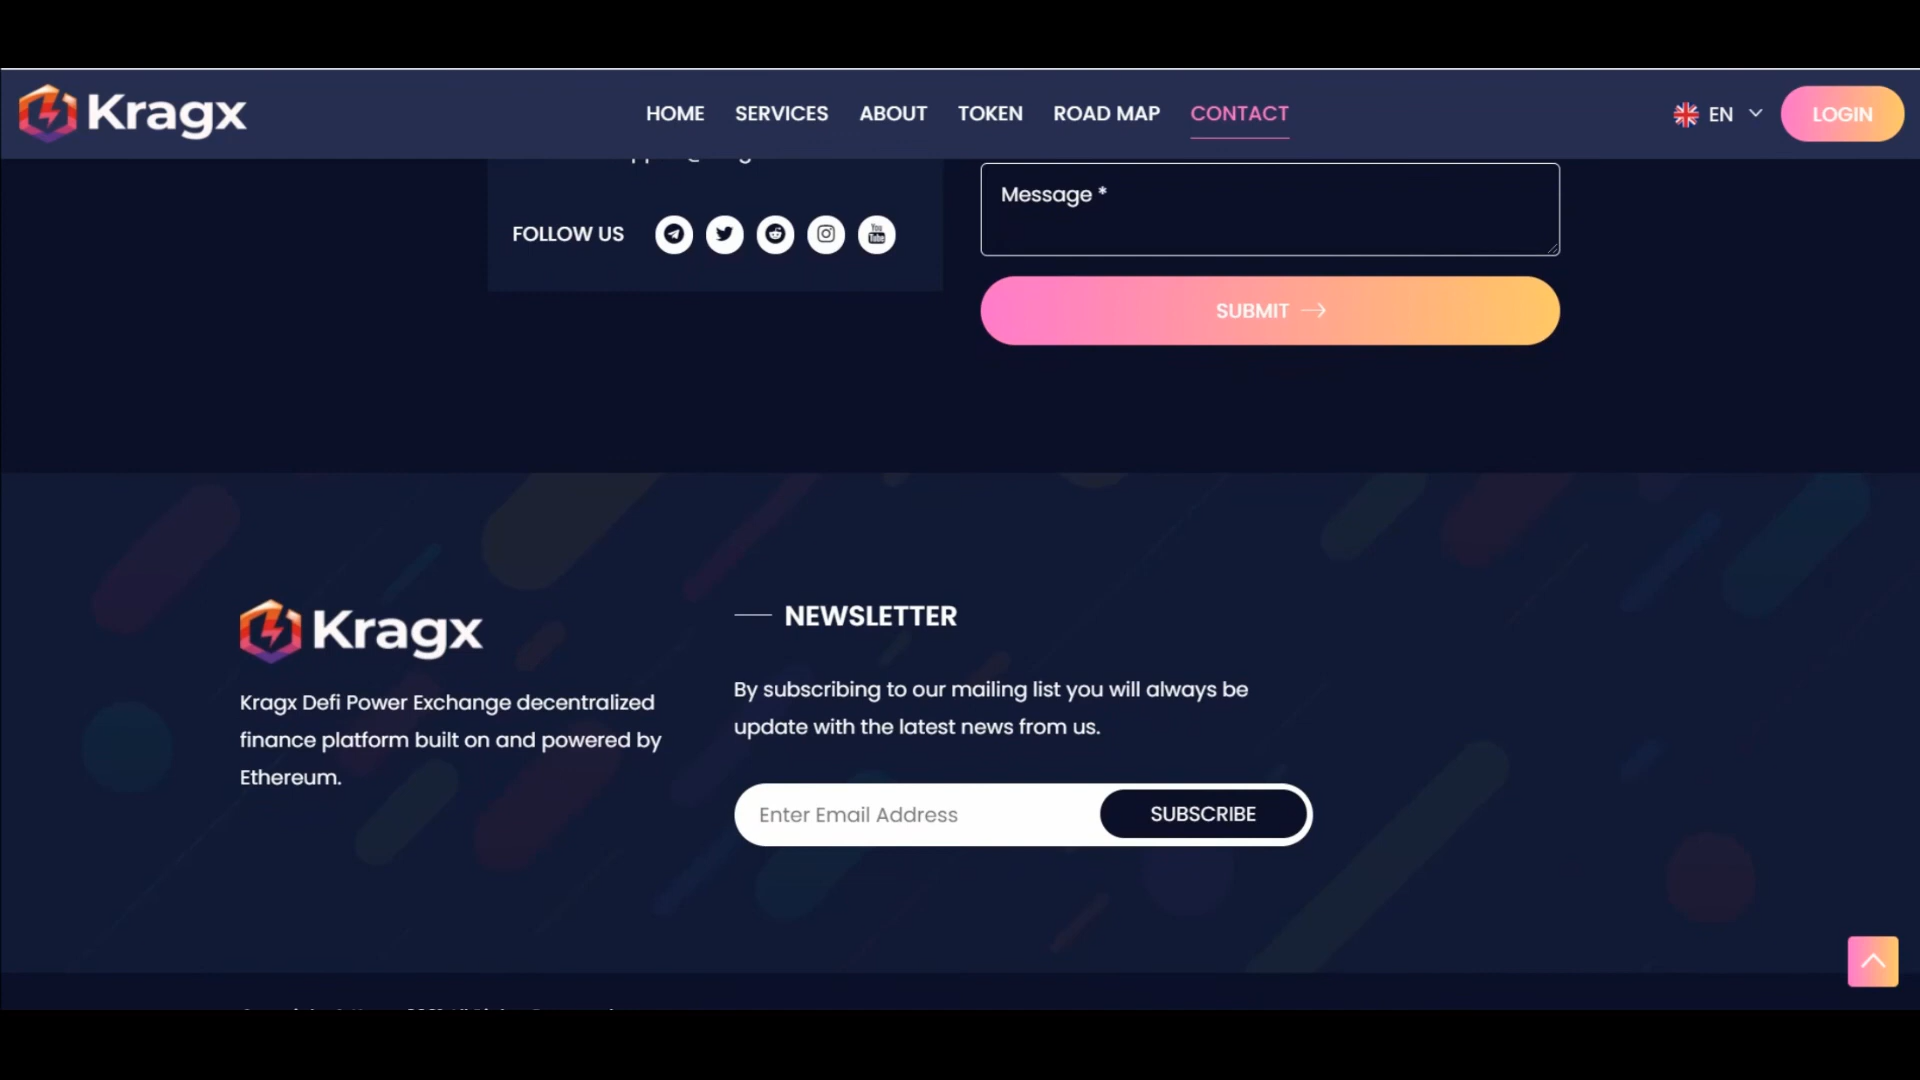 Kragx
HOME SERVICES ABOUT TOKEN ROAD MAP CONTACT
EN
LOGIN
Message *
FOLLOW US
You
Tube
SUBMIT
Kragx
Kragx Defi Power Exchange decentralized
finance platform built on and powered by
Ethereum.
NEWSLETTER
By subscribing to our mailing list you will always be
update with the latest news from us.
Enter Email Address
SUBSCRIBE